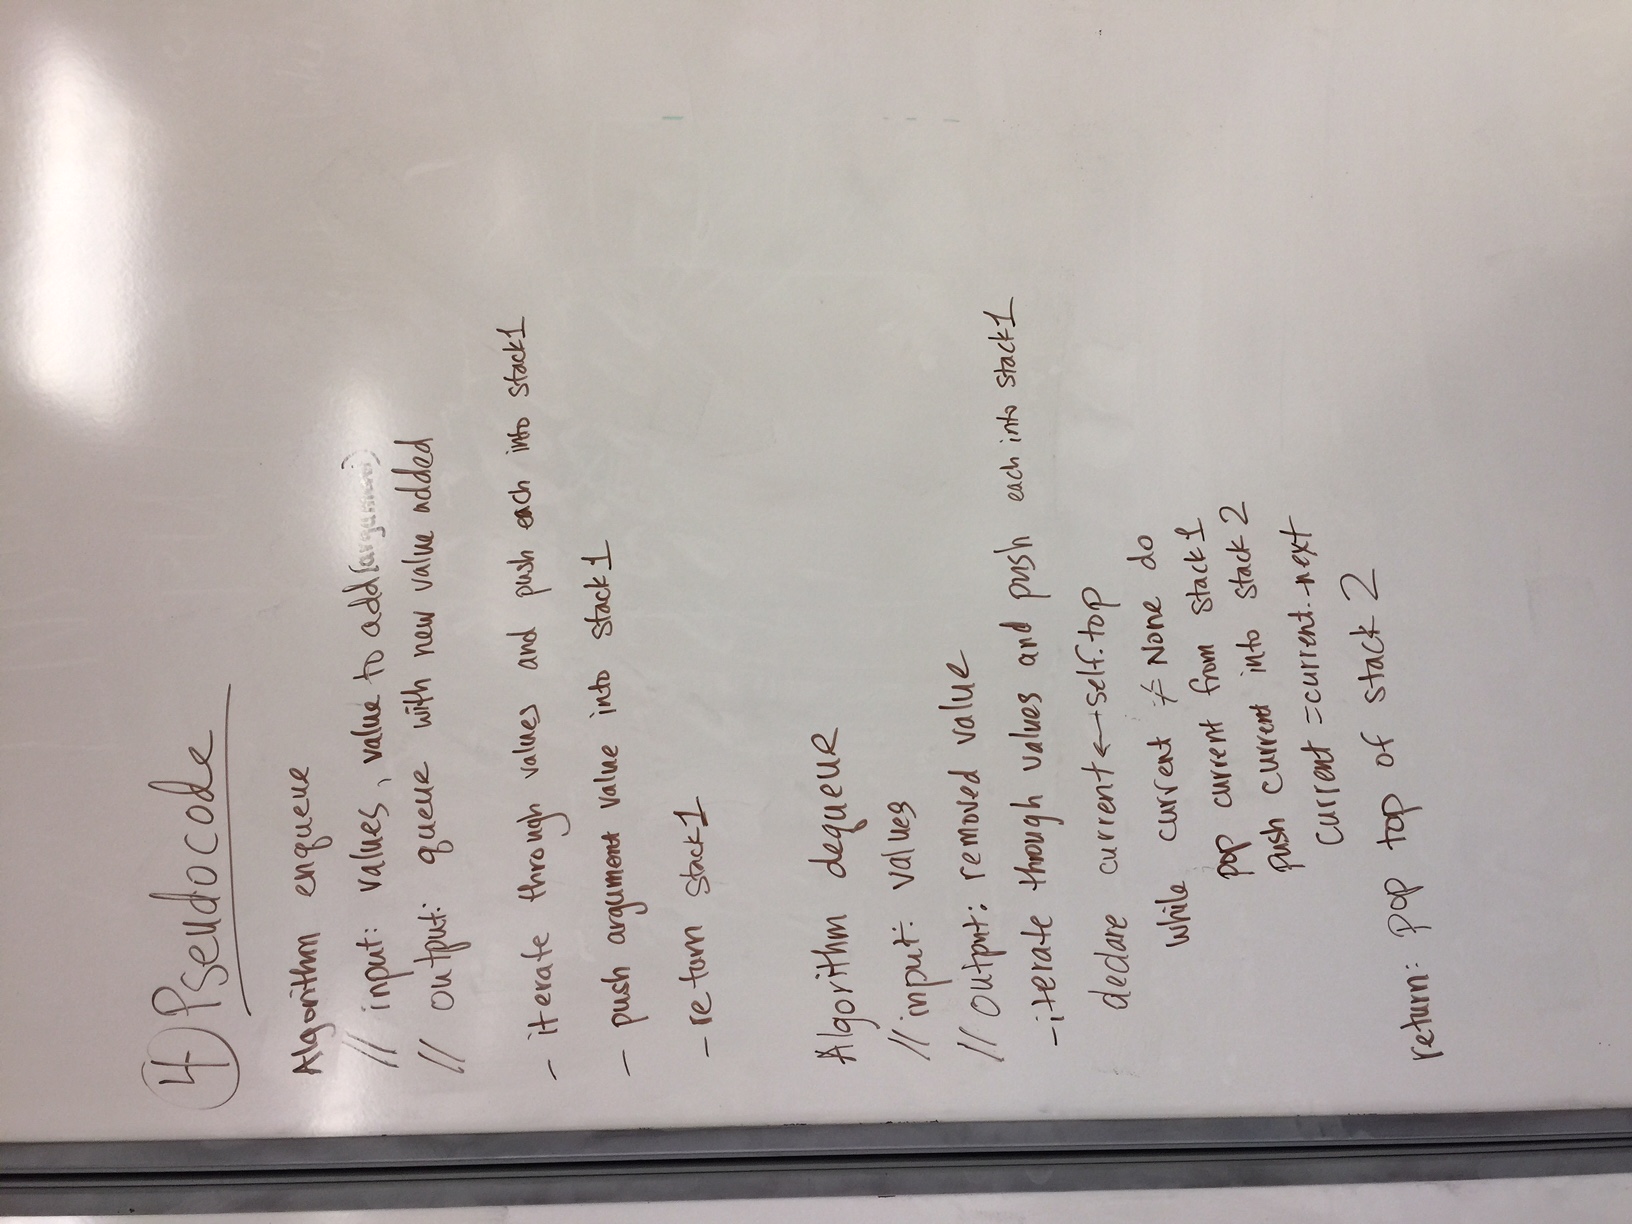 4 Pseudocode
Algorithm enqueue
// input: values, value to add (argument)
// output: queue with new value added
- iterate through values and push each into stack1
- push argument value into stack1
- return stack1
Algorithm dequeue
// input: values
// output: removed value
- iterate through values and push each into stack1
declare current ← self.top
while current ≠ None do
pop current from stack1
push current into stack 2
current = current._next
return: pop top of stack 2